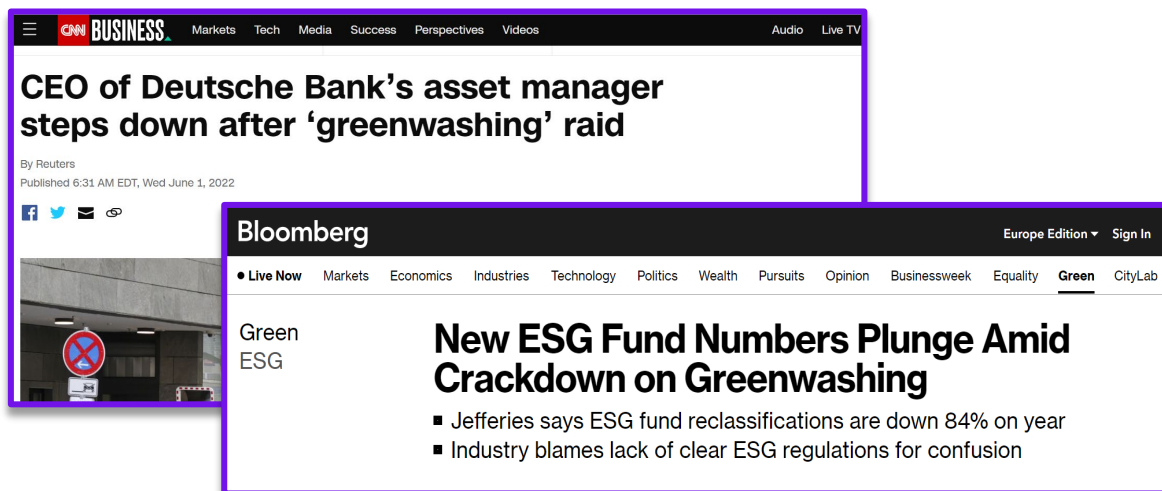 CNN BUSINESS Markets Tech Media Success Perspectives Videos Audio Live TV
CEO of Deutsche Bank’s asset manager
steps down after ‘greenwashing’ raid
By Reuters
Published 6:31 AM EDT, Wed June 1, 2022
Bloomberg Europe Edition Sign In
Live Now Markets Economics Industries Technology Politics Wealth Pursuits Opinion Businessweek Equality Green CityLab
Green
ESG
New ESG Fund Numbers Plunge Amid
Crackdown on Greenwashing
■ Jefferies says ESG fund reclassifications are down 84% on year
■ Industry blames lack of clear ESG regulations for confusion